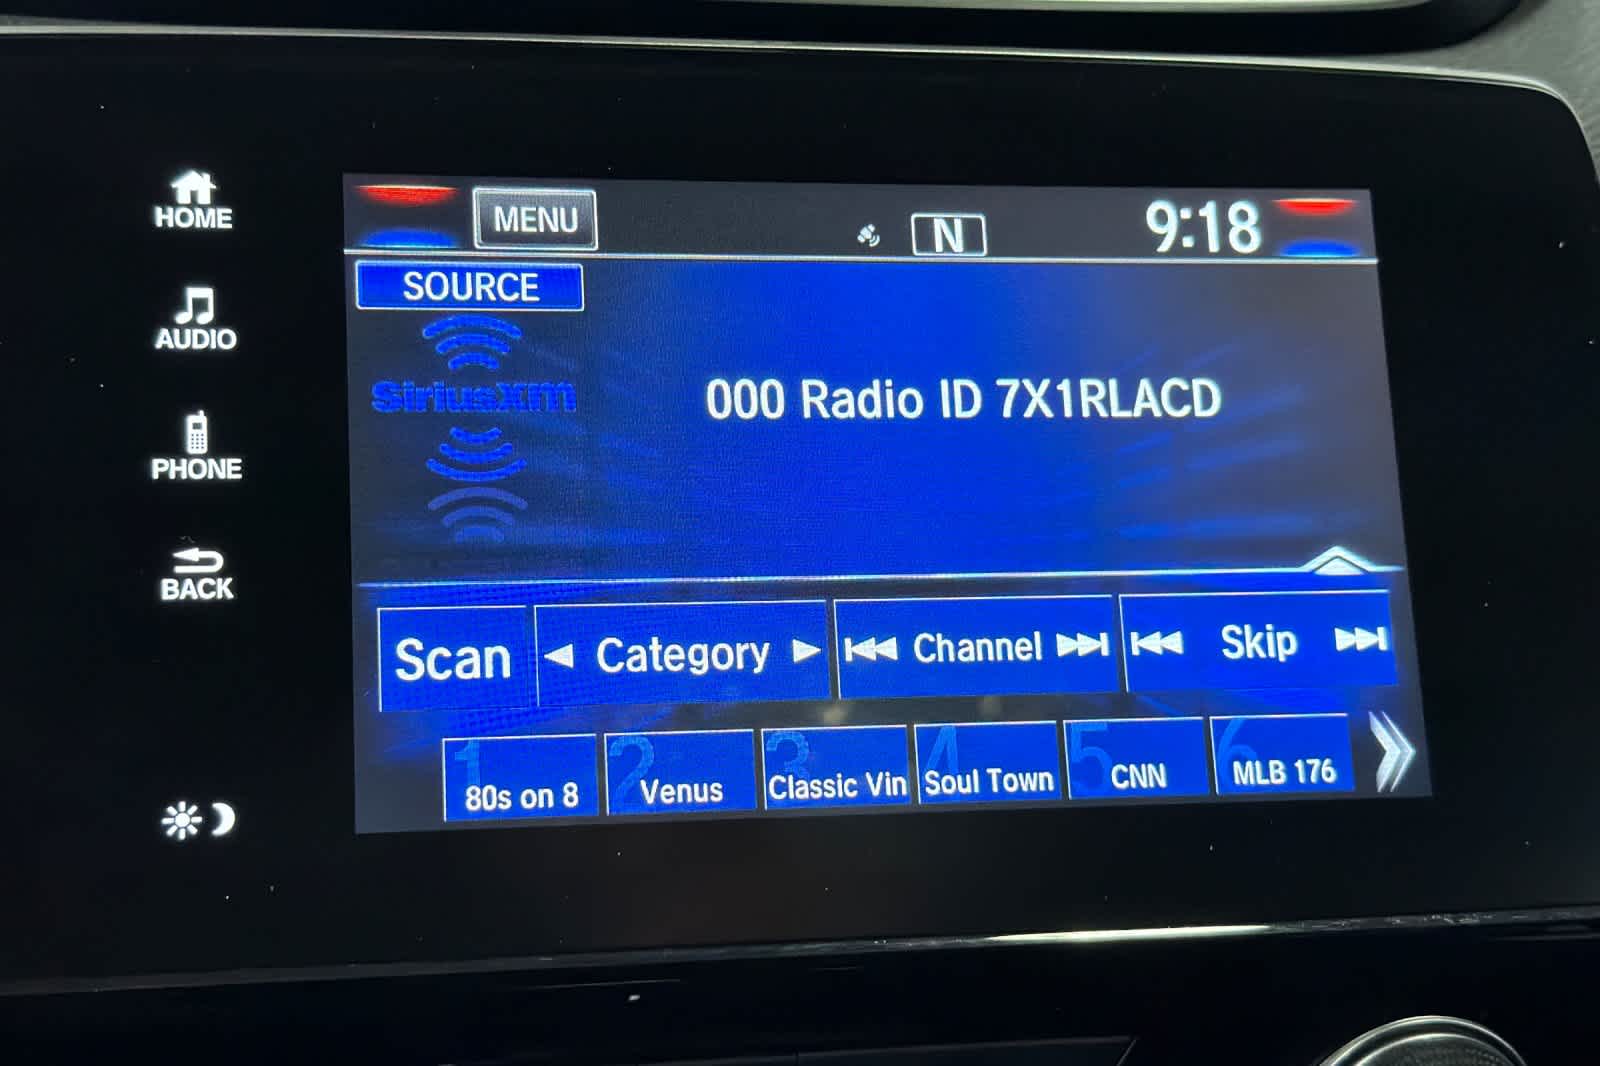 HOME
AUDIO
PHONE
BACK
MENU
N
9:18
SOURCE
SiriusXM
000 Radio ID 7X1RLACD
Scan
Category
Channel
Skip
1 80s on 8
2 Venus
3 Classic Vin
4 Soul Town
5 CNN
6 MLB 176